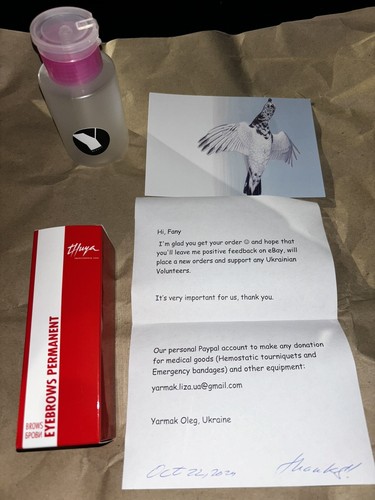 Hi, Fany
I'm glad you get your order ☺ and hope that
you'll leave me positive feedback on eBay, will
place a new orders and support any Ukrainian
Volunteers.
It's very important for us, thank you.
Our personal Paypal account to make any donation
for medical goods (Hemostatic tourniquets and
Emergency bandages) and other equipment:
yarmak.liza.ua@gmail.com
Yarmak Oleg, Ukraine
Oct 22,
thanks!!
thuya
EYEBROWS PERMANENT
BROWS
БРОВИ